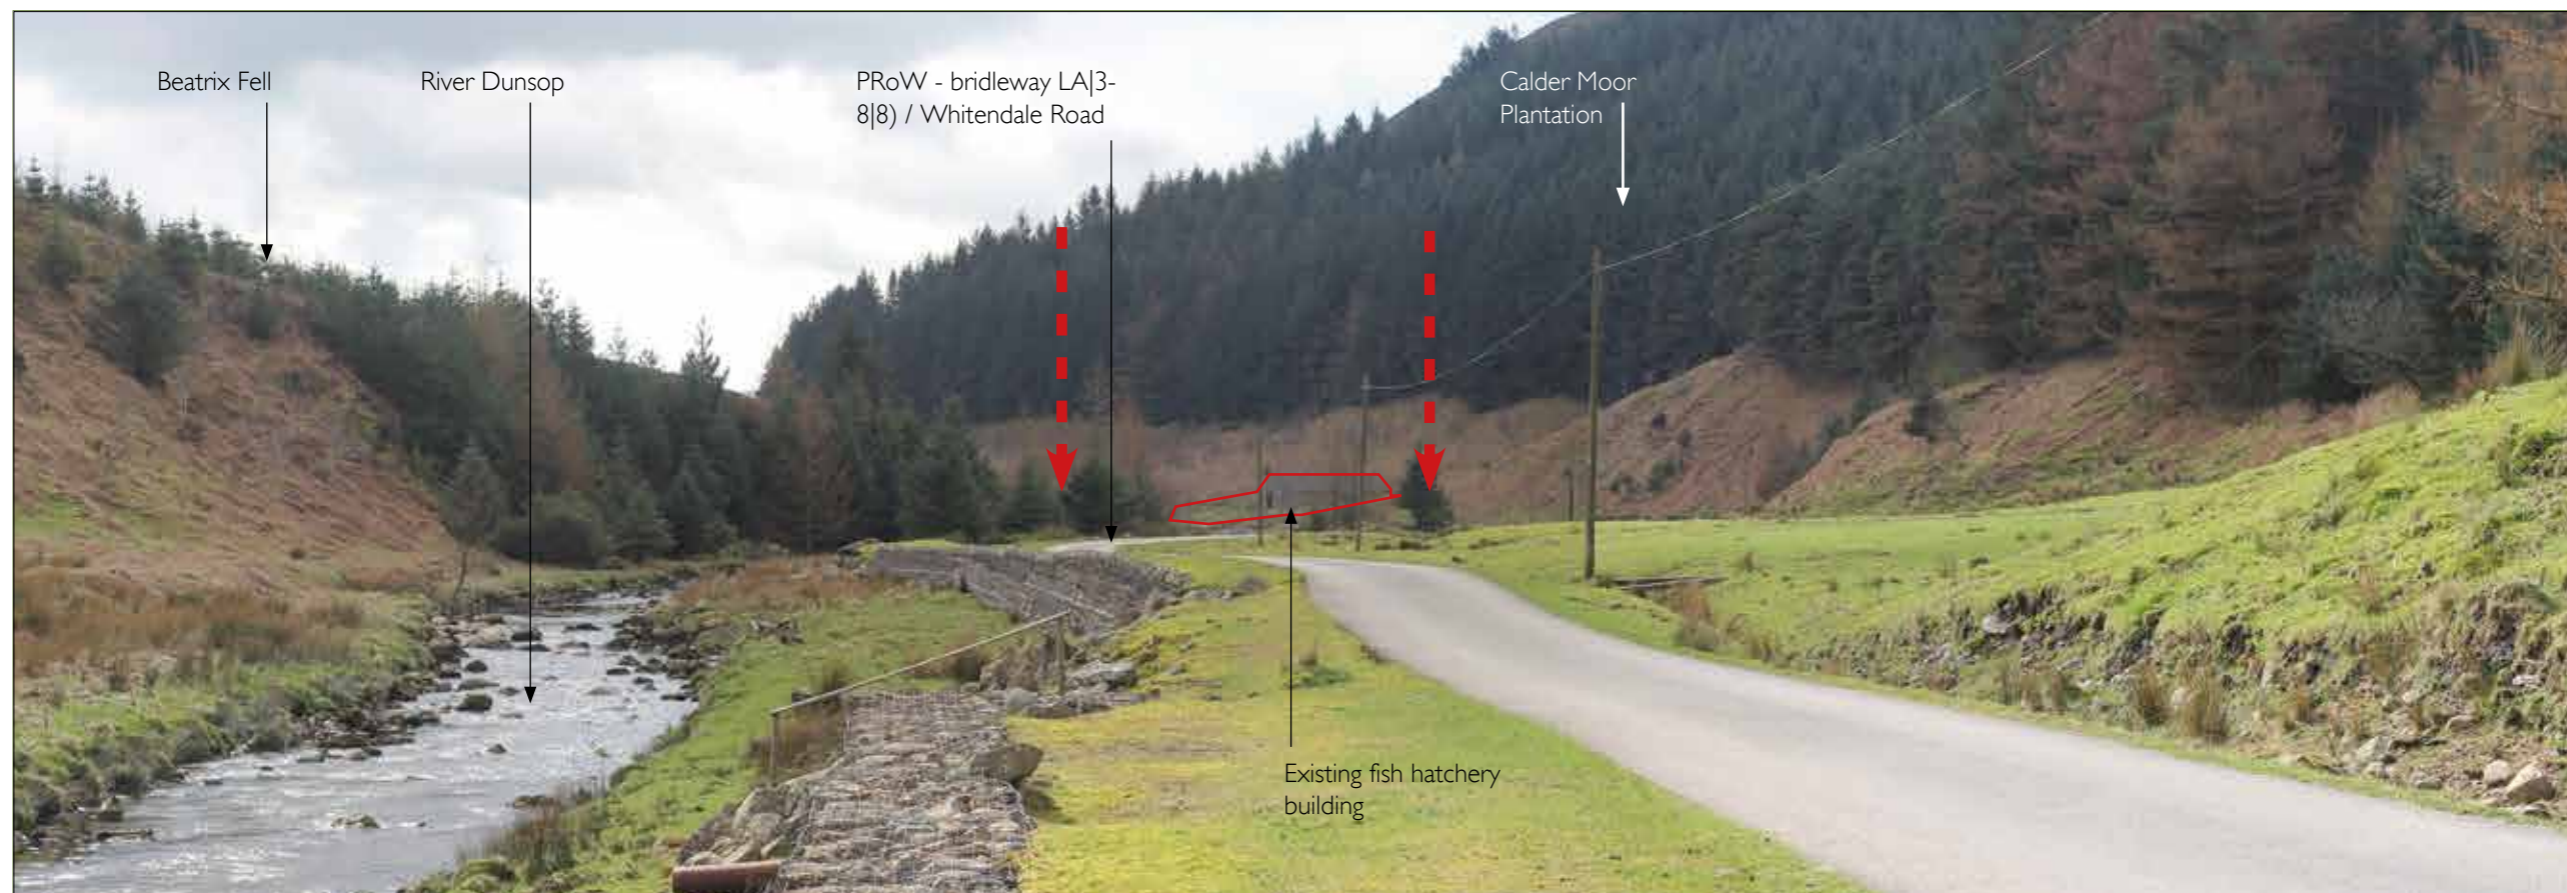 Beatrix Fell
River Dunsop
PRoW - bridleway LA|3-
8|8) / Whitendale Road
Calder Moor
Plantation
Existing fish hatchery
building